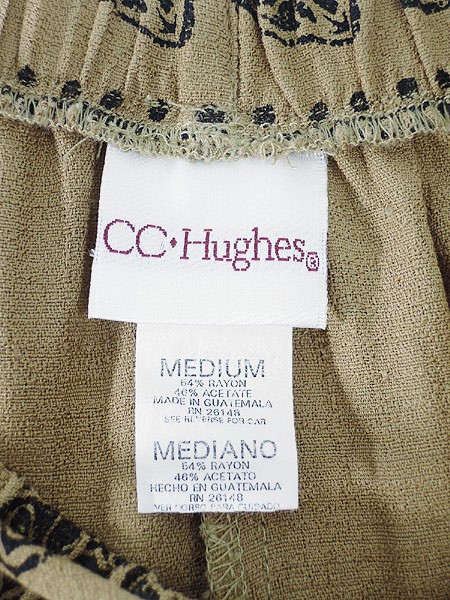 CC·Hughes®
MEDIUM
54% RAYON
46% ACETATE
MADE IN GUATEMALA
RN 26148
SEE REVERSE FOR CAR
MEDIANO
54% RAYON
46% ACETATO
HECHO EN GUATEMALA
RN 26148
VER DORSO PARA CUIDADO